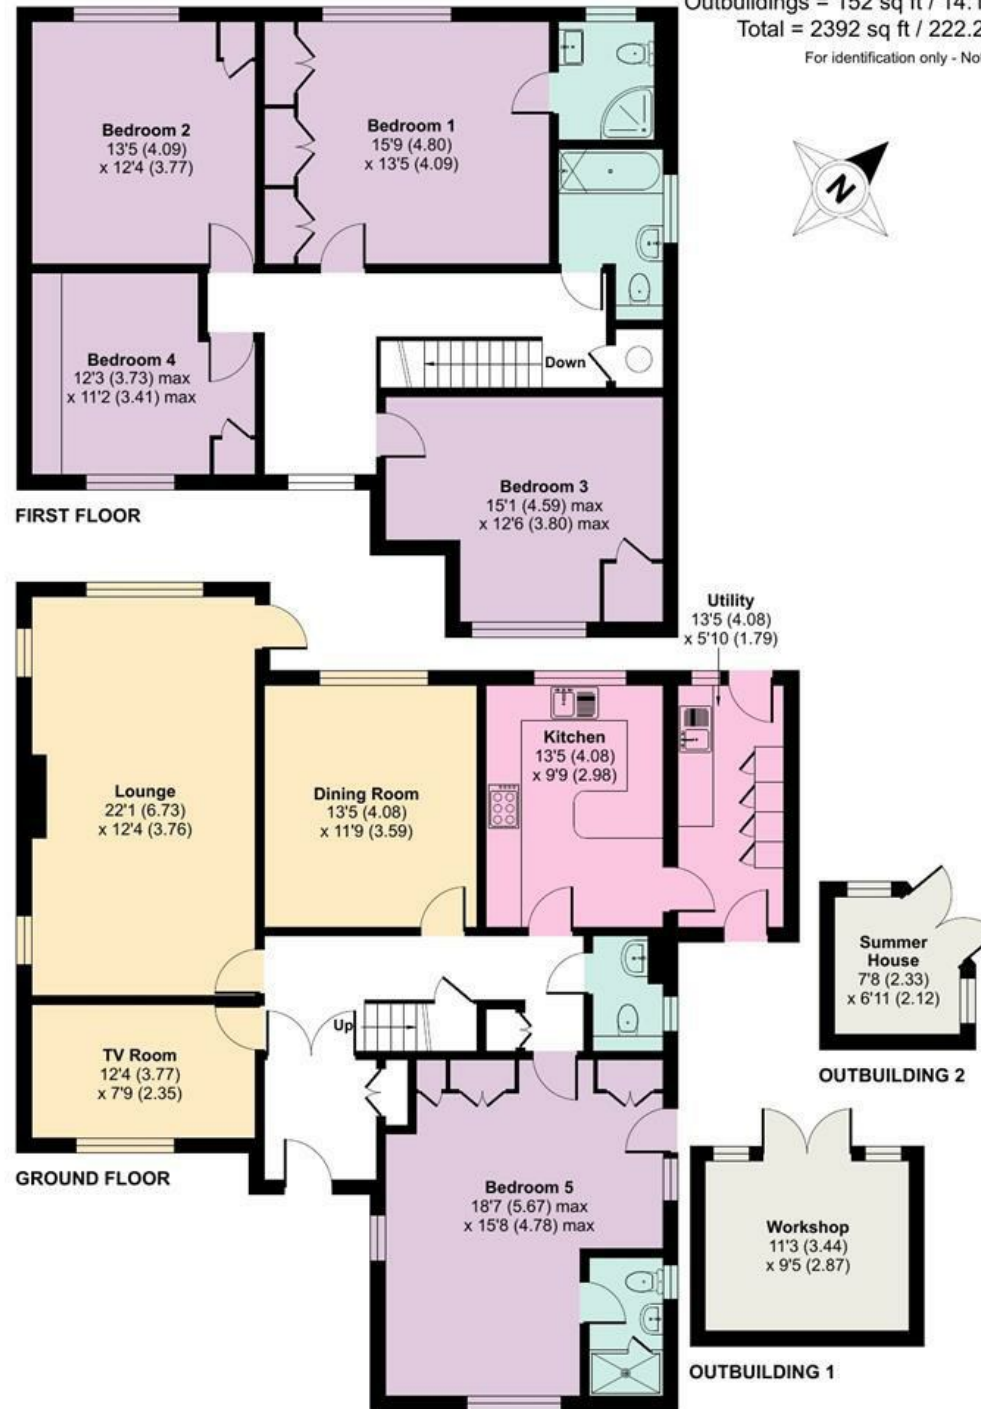 Outbuildings = 152 sq ft / 14.1
Total = 2392 sq ft / 222.2
For identification only - Not
N
Bedroom 2
13'5 (4.09)
x 12'4 (3.77)
Bedroom 1
15'9 (4.80)
x 13'5 (4.09)
Bedroom 4
12'3 (3.73) max
x 11'2 (3.41) max
Down
Bedroom 3
15'1 (4.59) max
x 12'6 (3.80) max
FIRST FLOOR
Utility
13'5 (4.08)
x 5'10 (1.79)
Lounge
22'1 (6.73)
x 12'4 (3.76)
Dining Room
13'5 (4.08)
x 11'9 (3.59)
Kitchen
13'5 (4.08)
x 9'9 (2.98)
Summer
House
7'8 (2.33)
x 6'11 (2.12)
OUTBUILDING 2
Up
TV Room
12'4 (3.77)
x 7'9 (2.35)
GROUND FLOOR
Bedroom 5
18'7 (5.67) max
x 15'8 (4.78) max
Workshop
11'3 (3.44)
x 9'5 (2.87)
OUTBUILDING 1